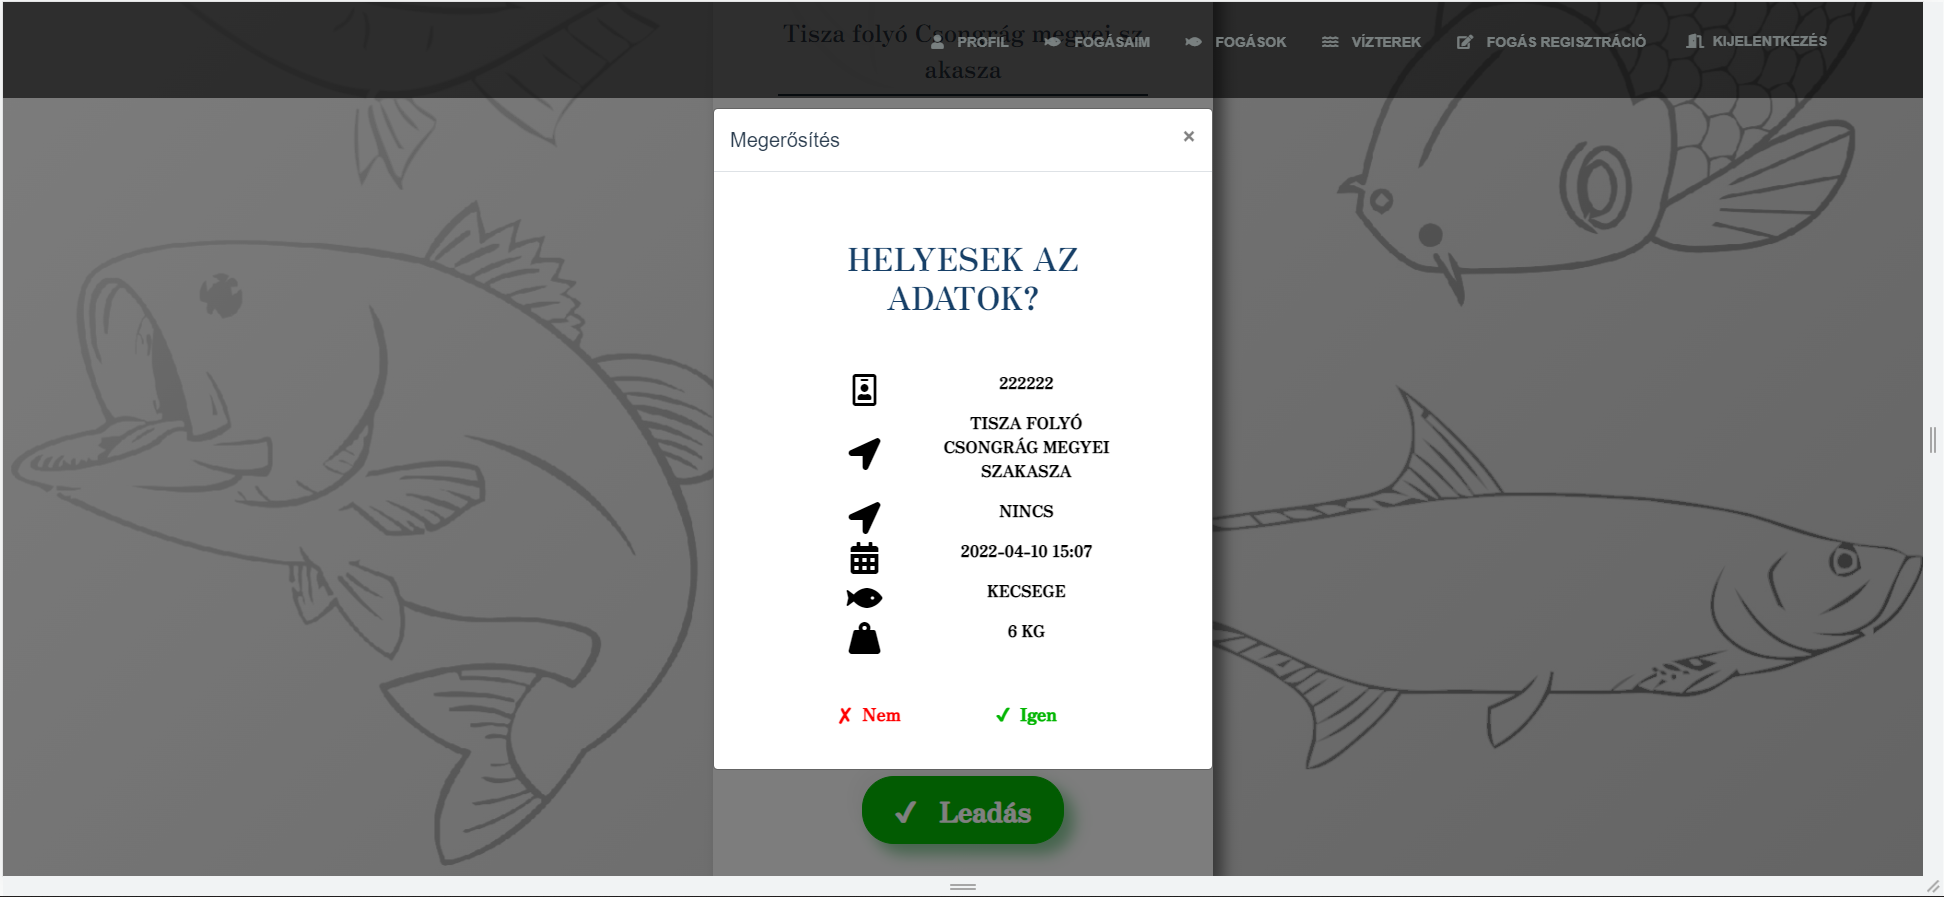 Tisza folyó Csongrág megyei sz
akasza
PROFIL FOGÁSAIM FOGÁSOK VÍZTEREK FOGÁS REGISZTRÁCIÓ KIJELENTKEZÉS
Megerősítés ×
HELYESEK AZ
ADATOK?
222222
TISZA FOLYÓ
CSONGRÁG MEGYEI
SZAKASZA
NINCS
2022-04-10 15:07
KECSEGE
6 KG
✗ Nem ✓ Igen
✓ Leadás